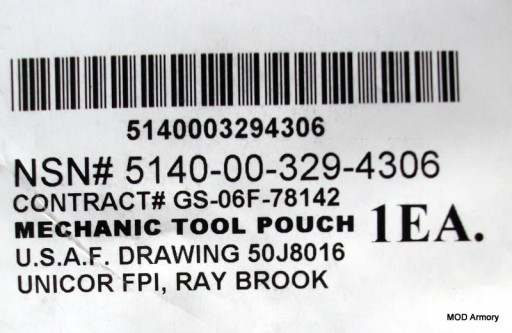 5140003294306
NSN# 5140-00-329-4306
CONTRACT# GS-06F-78142
MECHANIC TOOL POUCH 1EA.
U.S.A.F. DRAWING 50J8016
UNICOR FPI, RAY BROOK
MOD Armory